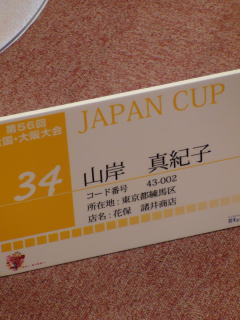 JAPAN CUP
第56回
全国・大阪大会
34
山岸 真紀子
コード番号 43-002
所在地：東京都練馬区
店名：花保 諸井商店